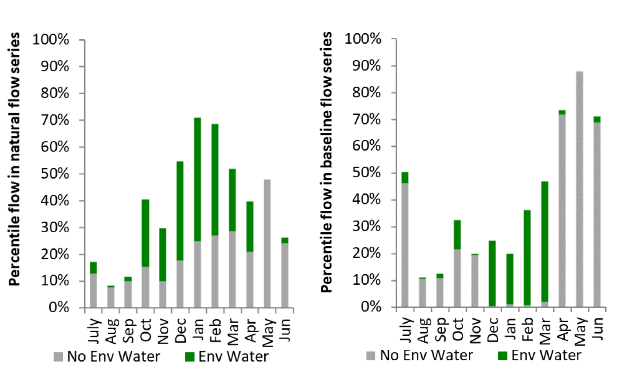 Percentile flow in natural flow series
100%
90%
80%
70%
60%
50%
40%
30%
20%
10%
0%
July
Aug
Sep
Oct
Nov
Dec
Jan
Feb
Mar
Apr
May
Jun
No Env Water
Env Water
Percentile flow in baseline flow series
100%
90%
80%
70%
60%
50%
40%
30%
20%
10%
0%
July
Aug
Sep
Oct
Nov
Dec
Jan
Feb
Mar
Apr
May
Jun
No Env Water
Env Water